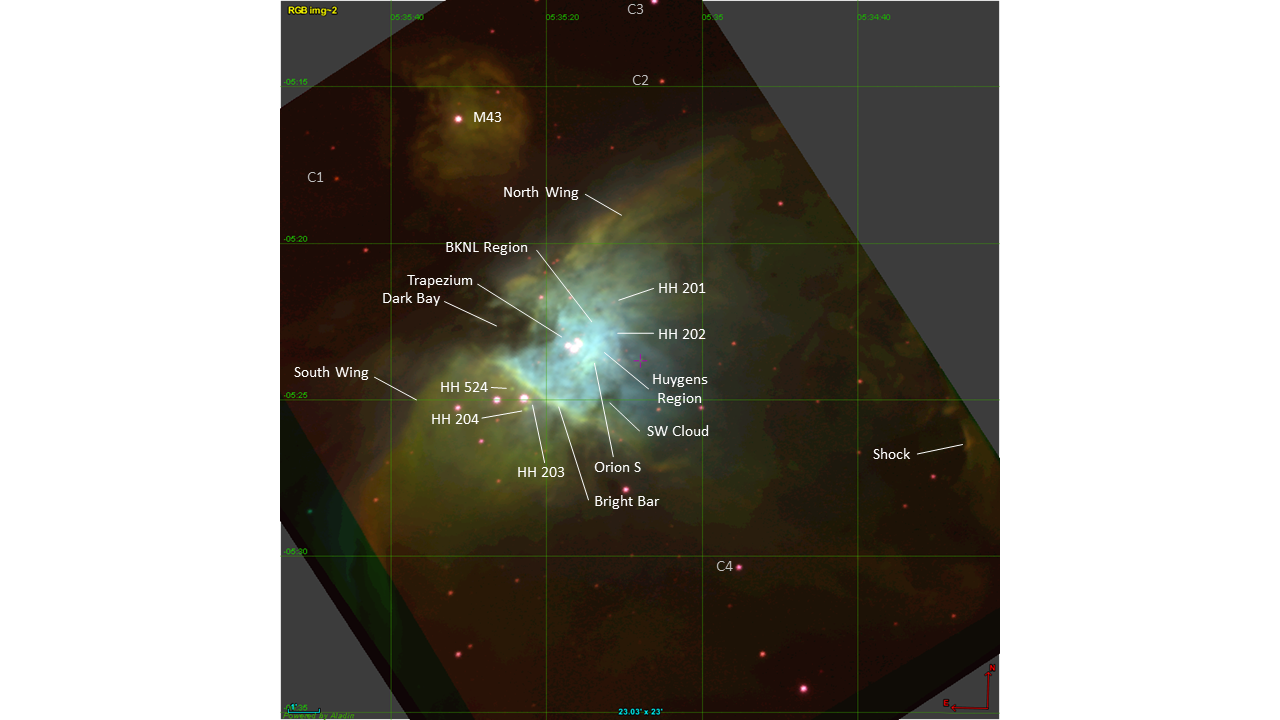 RGB img~2
C3
05:35:40
05:35:20
05:35
05:34:40
C2
-05:15
M43
C1
North Wing
-05:20
BKNL Region
Trapezium
HH 201
Dark Bay
HH 202
South Wing
Huygens
Region
HH 524
-05:25
HH 204
SW Cloud
Shock
Orion S
HH 203
Bright Bar
-05:30
C4
N
E
23.03' x 23'
Powered by Aladin